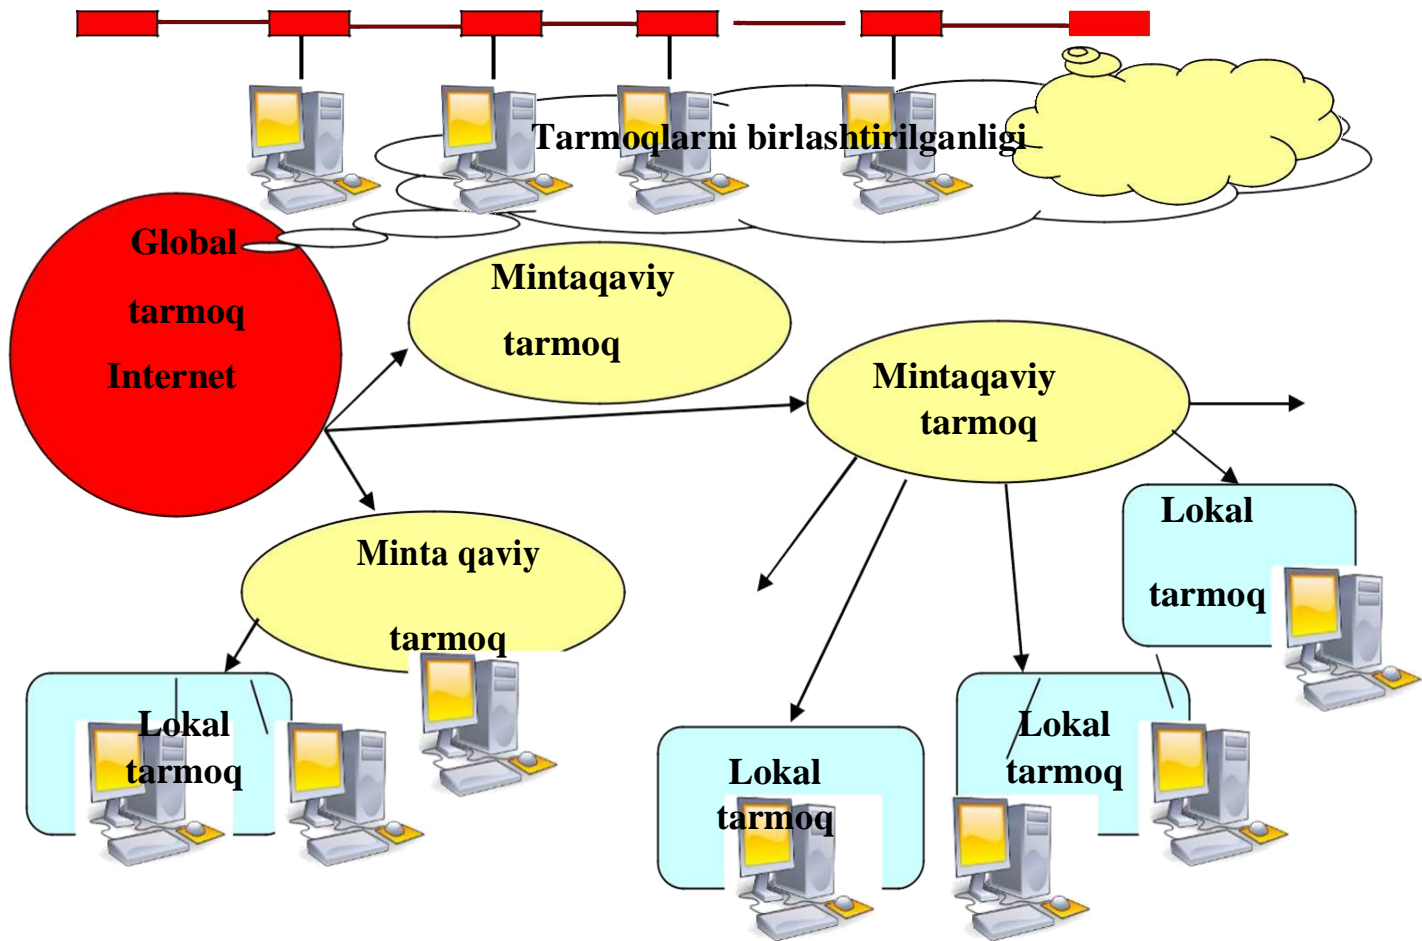 Tarmoqlarni birlashtirilganligi
Global
tarmoq
Internet
Mintaqaviy
tarmoq
Mintaqaviy
tarmoq
Minta qaviy
tarmoq
Lokal
tarmoq
Lokal
tarmoq
Lokal
tarmoq
Lokal
tarmoq